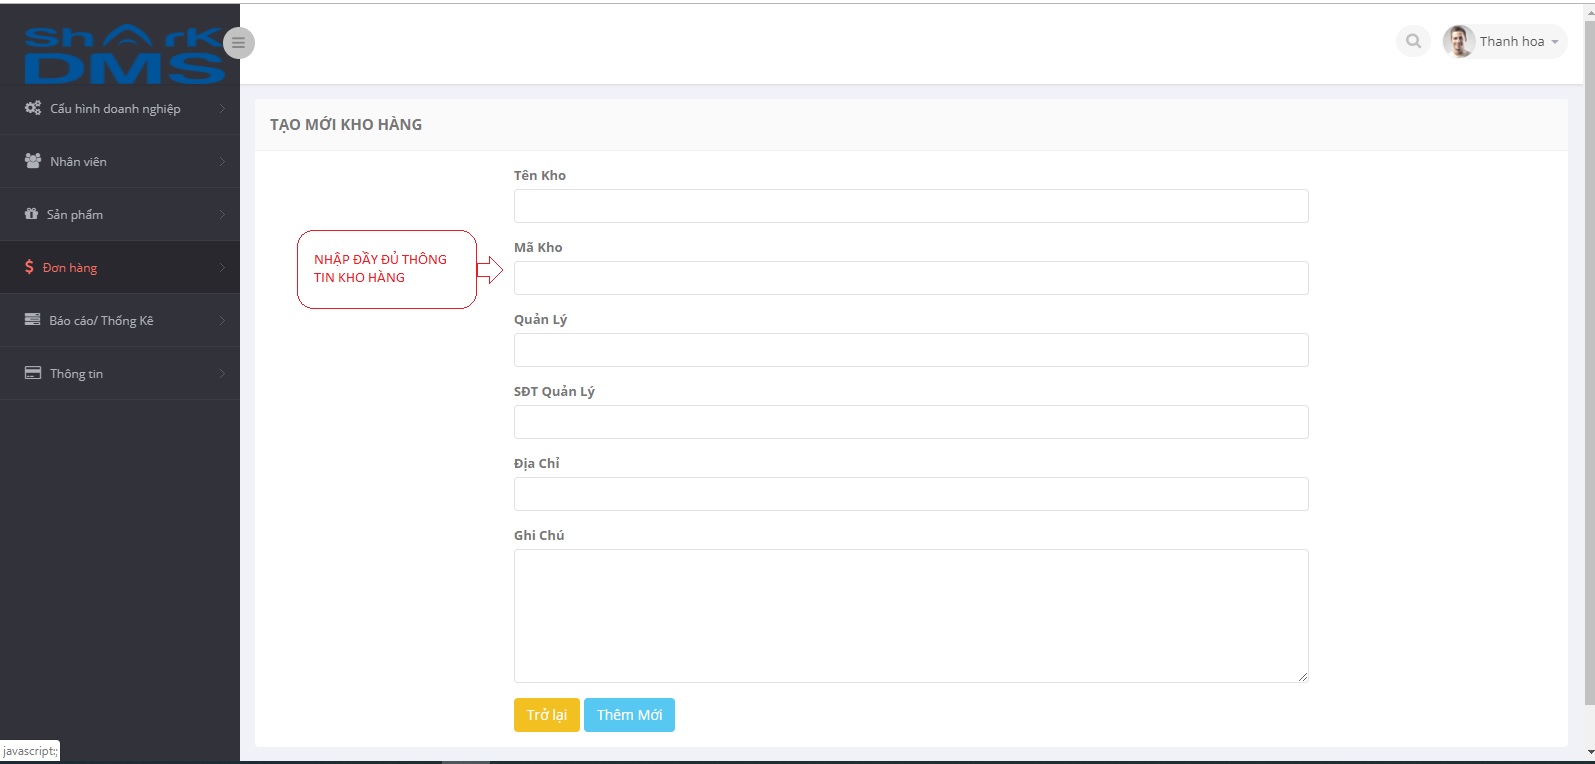 Shark
DMS
Thanh hoa
Cấu hình doanh nghiệp
Nhân viên
Sản phẩm
Đơn hàng
Báo cáo/ Thống Kê
Thông tin
TẠO MỚI KHO HÀNG
Tên Kho
Mã Kho
NHẬP ĐẦY ĐỦ THÔNG
TIN KHO HÀNG
Quản Lý
SĐT Quản Lý
Địa Chỉ
Ghi Chú
Trở lại
Thêm Mới
javascript:;